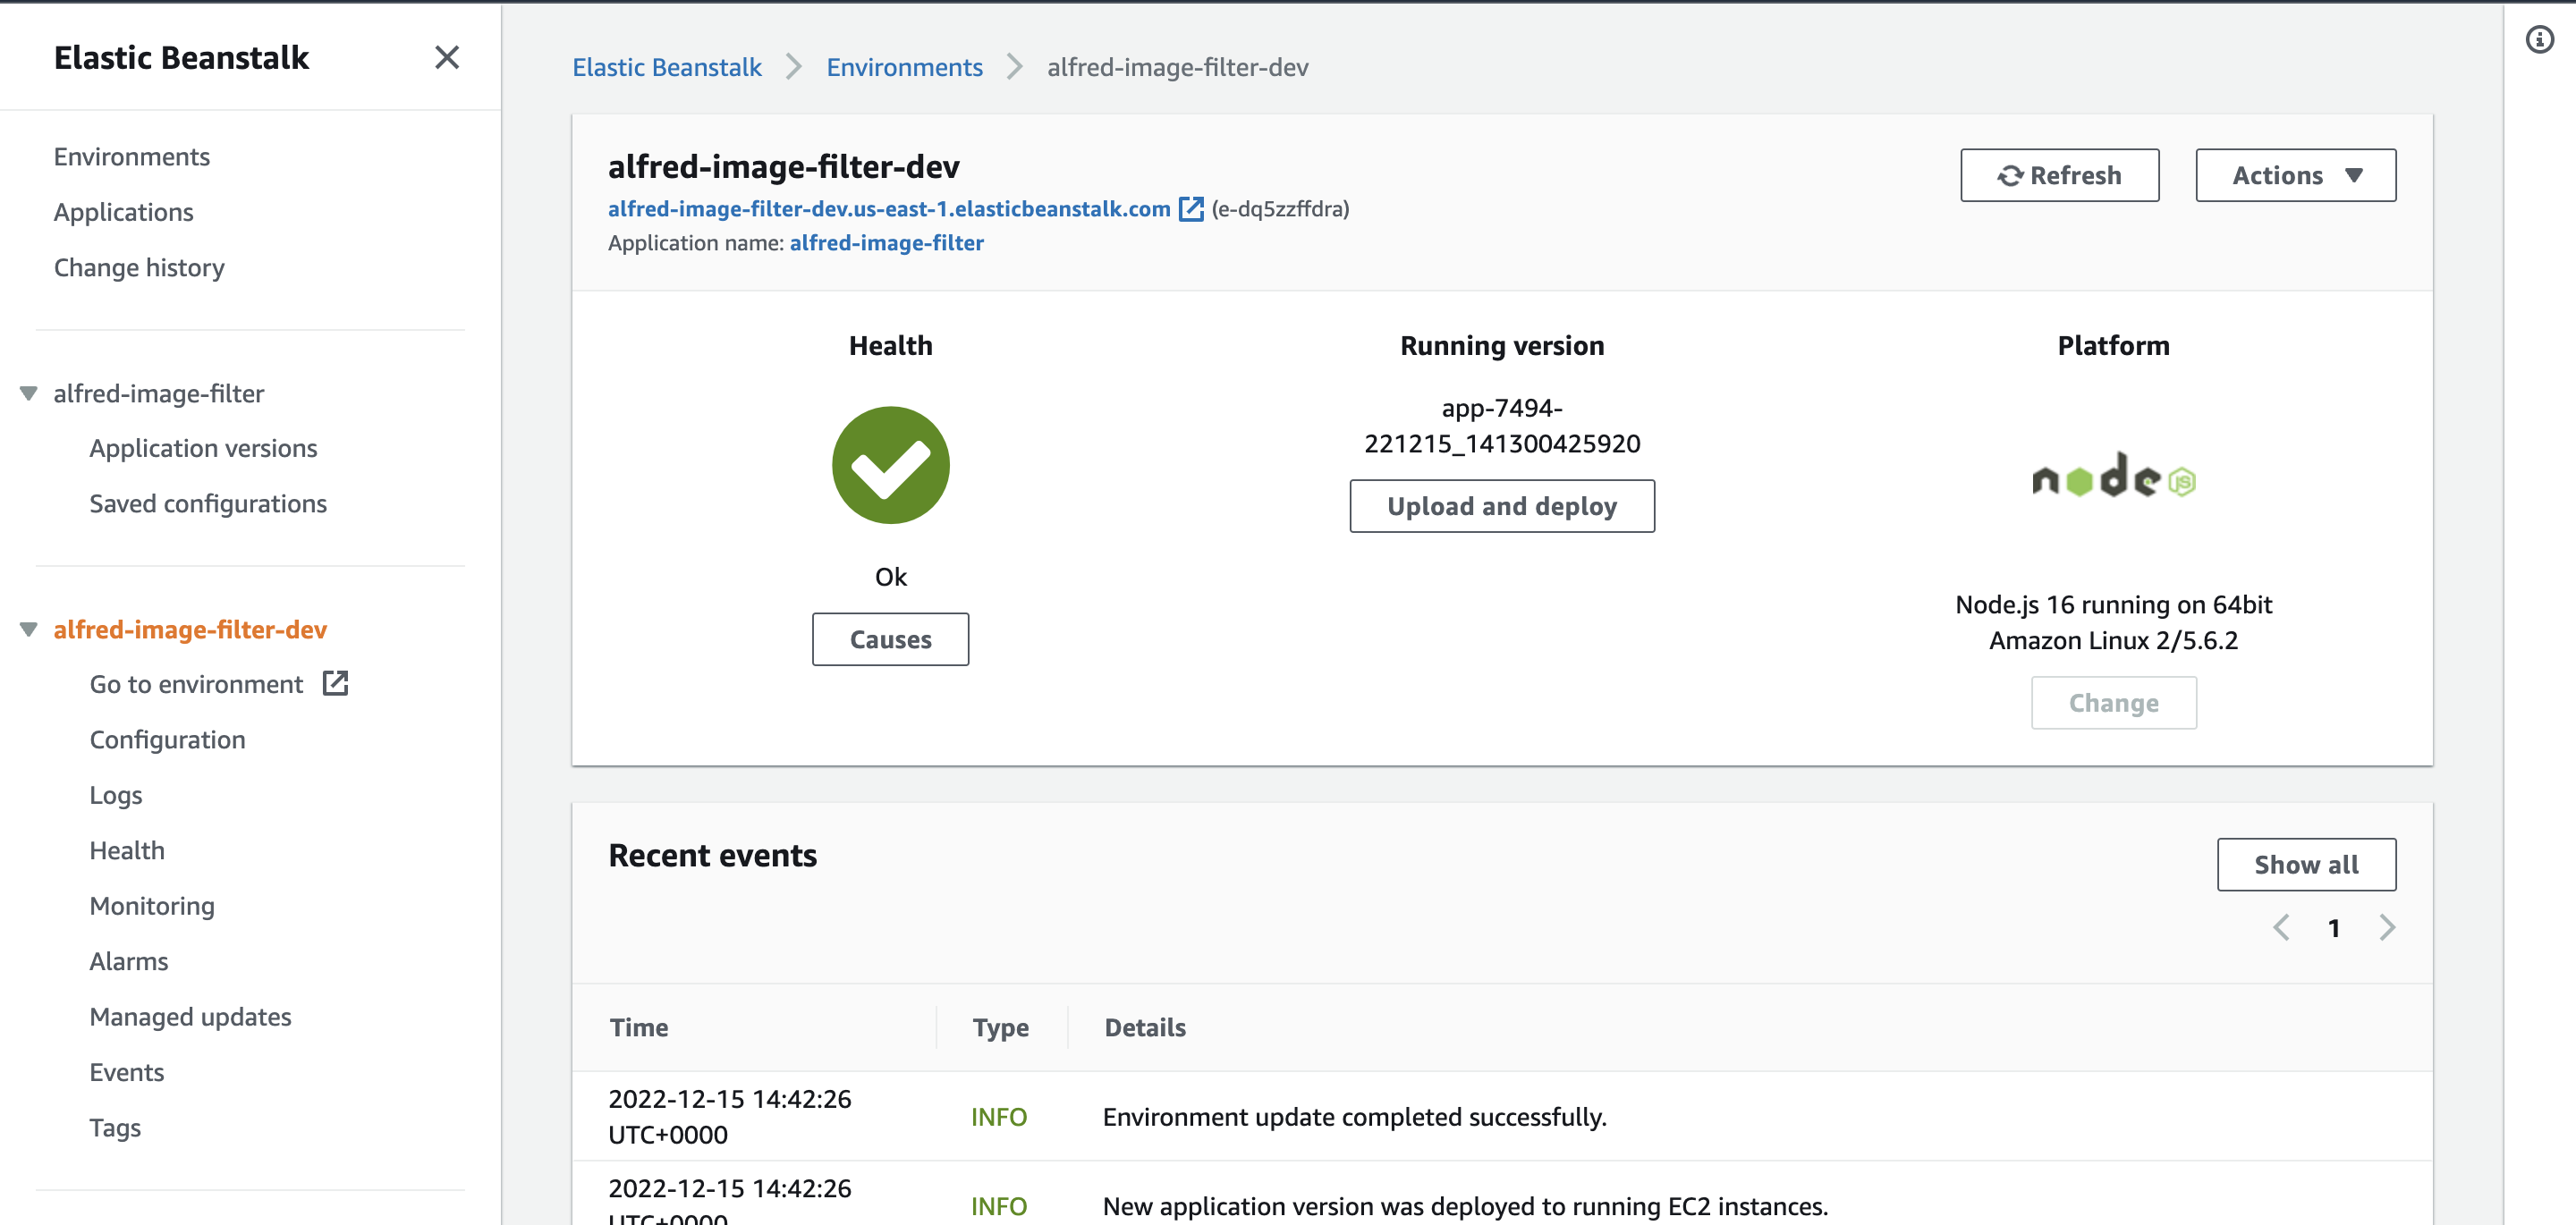 Elastic Beanstalk
Environments
Applications
Change history
alfred-image-filter
Application versions
Saved configurations
alfred-image-filter-dev
Go to environment
Configuration
Logs
Health
Monitoring
Alarms
Managed updates
Events
Tags
Elastic Beanstalk Environments alfred-image-filter-dev
alfred-image-filter-dev
alfred-image-filter-dev.us-east-1.elasticbeanstalk.com (e-dq5zzffdra)
Application name: alfred-image-filter
Refresh
Actions
Health
Ok
Causes
Running version
app-7494-
221215_141300425920
Upload and deploy
Platform
node JS
Node.js 16 running on 64bit
Amazon Linux 2/5.6.2
Change
Recent events
Show all
1
Time Type Details
2022-12-15 14:42:26
UTC+0000
INFO
Environment update completed successfully.
2022-12-15 14:42:26
UTC+0000
INFO
New application version was deployed to running EC2 instances.